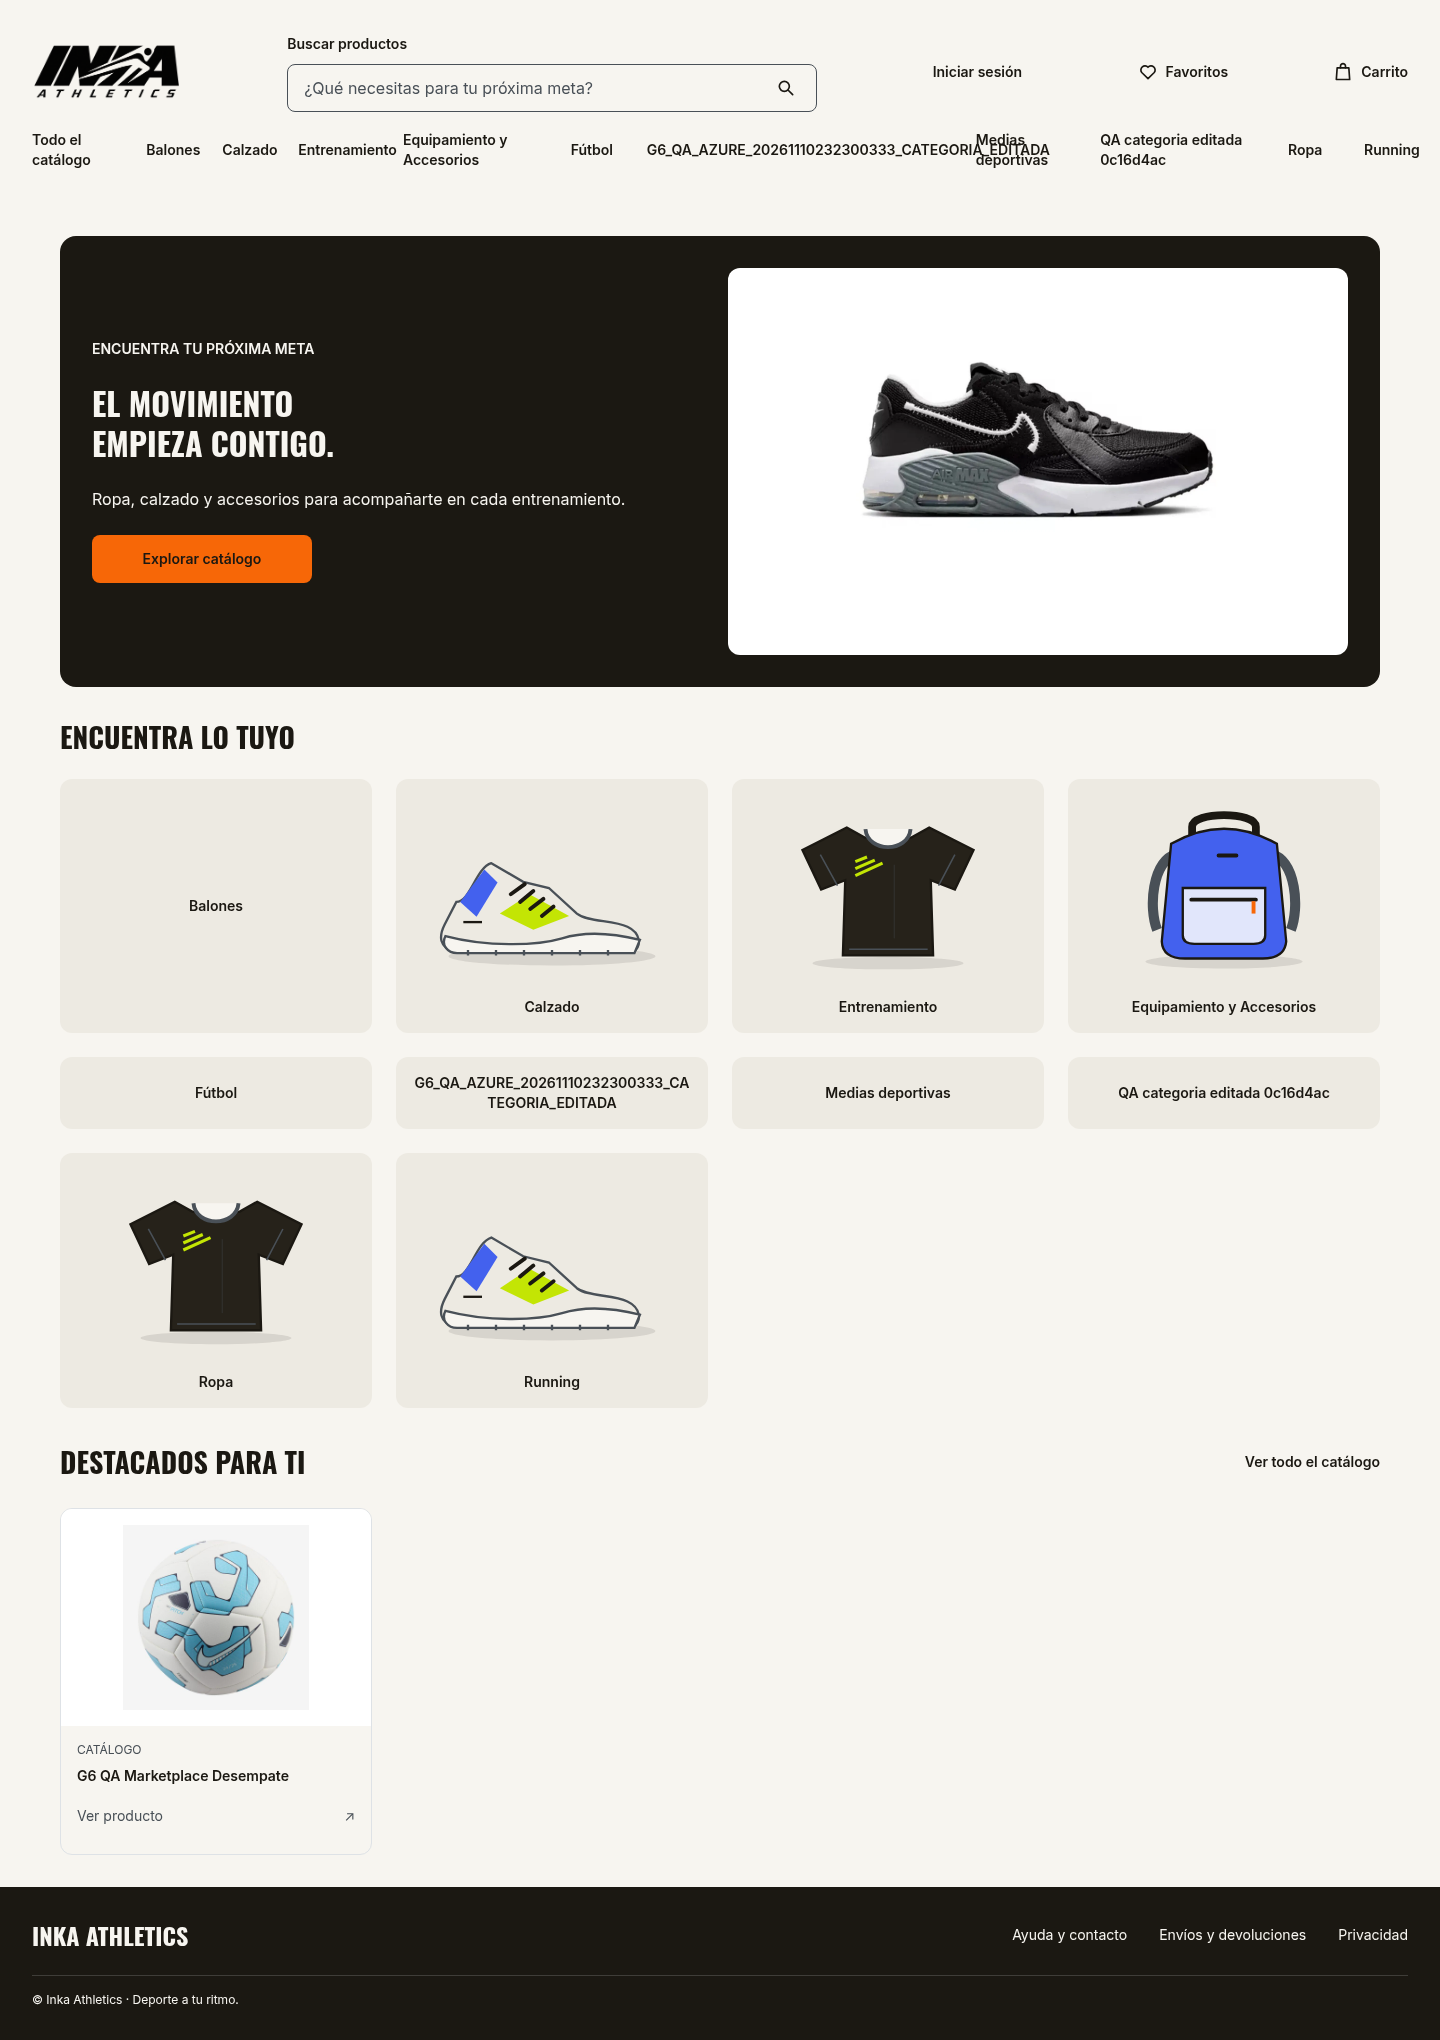 INKA
ATHLETICS
Buscar productos
¿Qué necesitas para tu próxima meta?
Iniciar sesión
Favoritos
Carrito
Todo el
catálogo
Balones
Calzado
Entrenamiento
Equipamiento y
Accesorios
Fútbol
G6_QA_AZURE_20261110232300333_CATEGORIA_EDITADA
Medias
deportivas
QA categoria editada
0c16d4ac
Ropa
Running
ENCUENTRA TU PRÓXIMA META
EL MOVIMIENTO
EMPIEZA CONTIGO.
Ropa, calzado y accesorios para acompañarte en cada entrenamiento.
Explorar catálogo
AIR MAX
ENCUENTRA LO TUYO
Balones
Calzado
Entrenamiento
Equipamiento y Accesorios
Fútbol
G6_QA_AZURE_20261110232300333_CA
TEGORIA_EDITADA
Medias deportivas
QA categoria editada 0c16d4ac
Ropa
Running
DESTACADOS PARA TI
Ver todo el catálogo
CATÁLOGO
G6 QA Marketplace Desempate
Ver producto
INKA ATHLETICS
Ayuda y contacto
Envíos y devoluciones
Privacidad
© Inka Athletics · Deporte a tu ritmo.